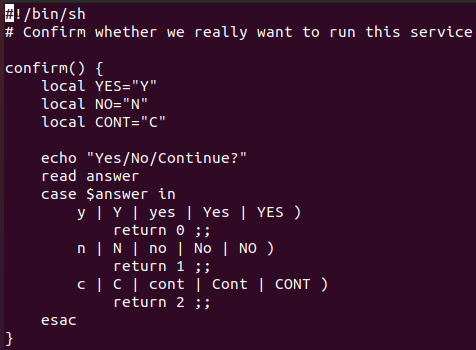 #!/bin/sh
# Confirm whether we really want to run this service

confirm() {
    local YES="Y"
    local NO="N"
    local CONT="C"

    echo "Yes/No/Continue?"
    read answer
    case $answer in
        y | Y | yes | Yes | YES )
            return 0 ;;
        n | N | no | No | NO )
            return 1 ;;
        c | C | cont | Cont | CONT )
            return 2 ;;
    esac
}